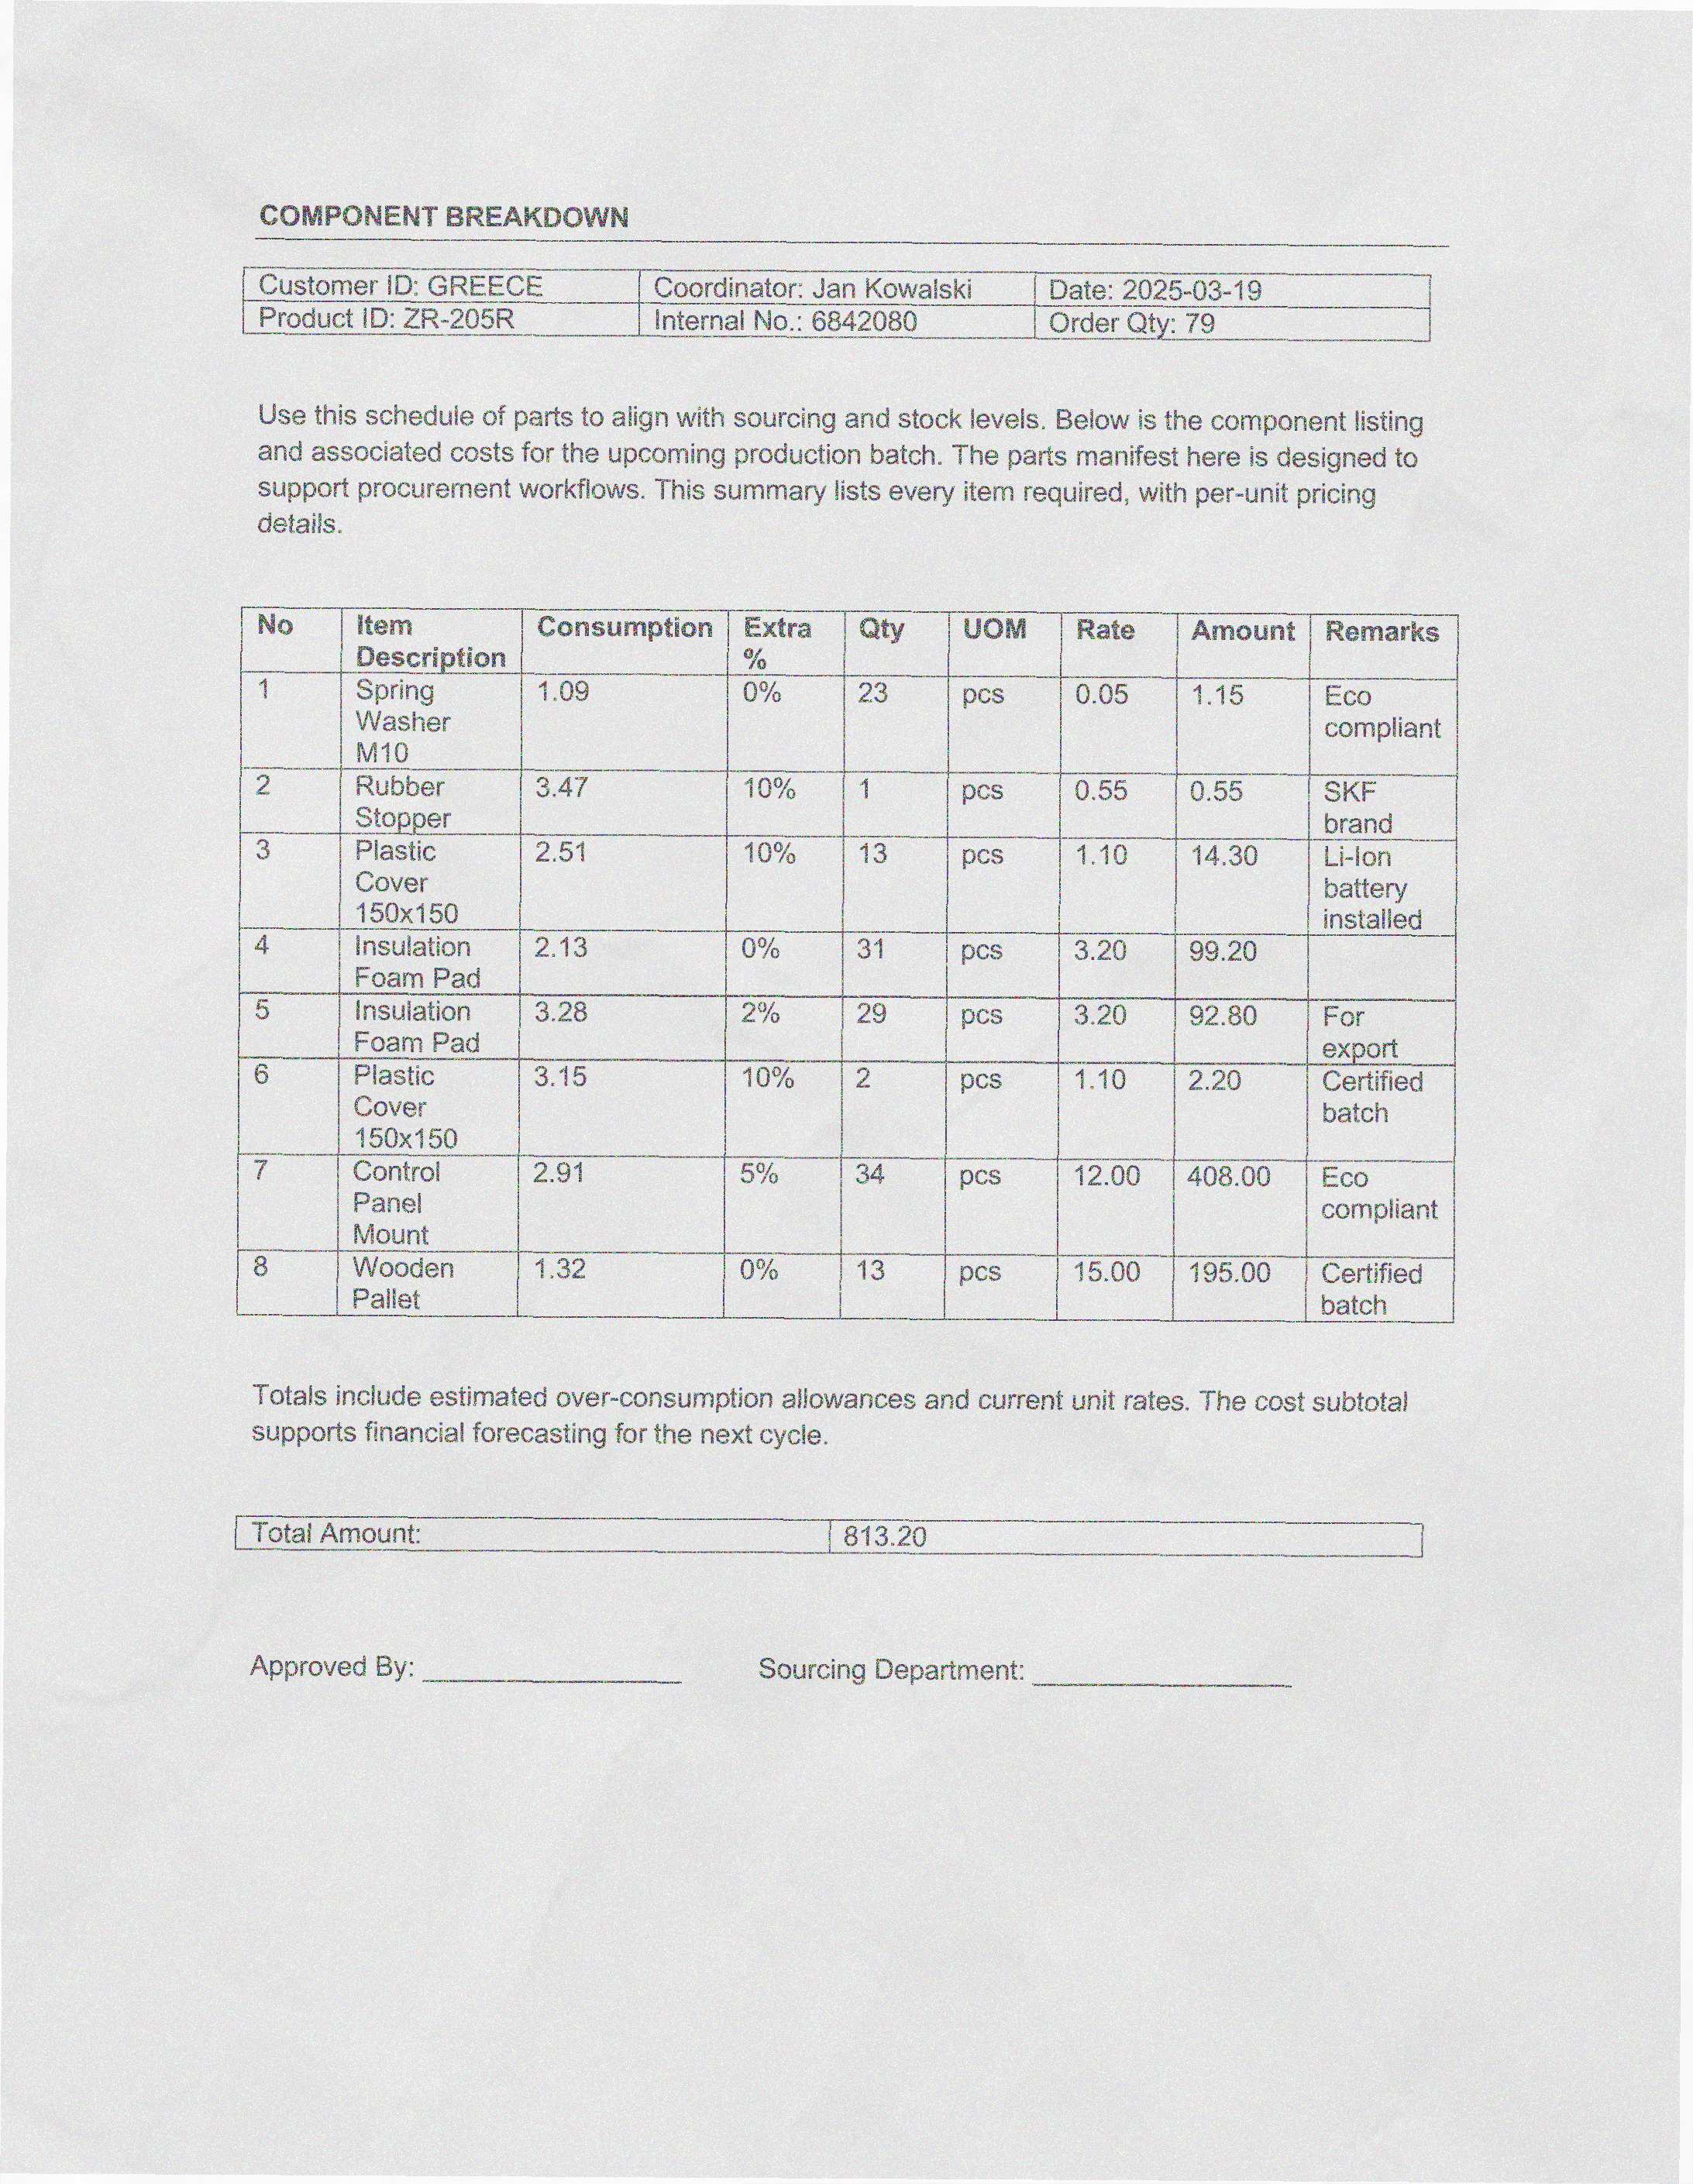 COMPONENT BREAKDOWN
Customer ID: GREECE Coordinator: Jan Kowalski Date: 2025-03-19
Product ID: ZR-205R Internal No.: 6842080 Order Qty: 79
Use this schedule of parts to align with sourcing and stock levels. Below is the component listing
and associated costs for the upcoming production batch. The parts manifest here is designed to
support procurement workflows. This summary lists every item required, with per-unit pricing
details.
No Item Consumption Extra Qty UOM Rate Amount Remarks
Description %
1 Spring 1.09 0% 23 pcs 0.05 1.15 Eco
Washer compliant
M10
2 Rubber 3.47 10% 1 pcs 0.55 0.55 SKF
Stopper brand
3 Plastic 2.51 10% 13 pcs 1.10 14.30 Li-Ion
Cover battery
150x150 installed
4 Insulation 2.13 0% 31 pcs 3.20 99.20
Foam Pad
5 Insulation 3.28 2% 29 pcs 3.20 92.80 For
Foam Pad export
6 Plastic 3.15 10% 2 pcs 1.10 2.20 Certified
Cover batch
150x150
7 Control 2.91 5% 34 pcs 12.00 408.00 Eco
Panel compliant
Mount
8 Wooden 1.32 0% 13 pcs 15.00 195.00 Certified
Pallet batch
Totals include estimated over-consumption allowances and current unit rates. The cost subtotal
supports financial forecasting for the next cycle.
Total Amount: 813.20
Approved By: Sourcing Department: